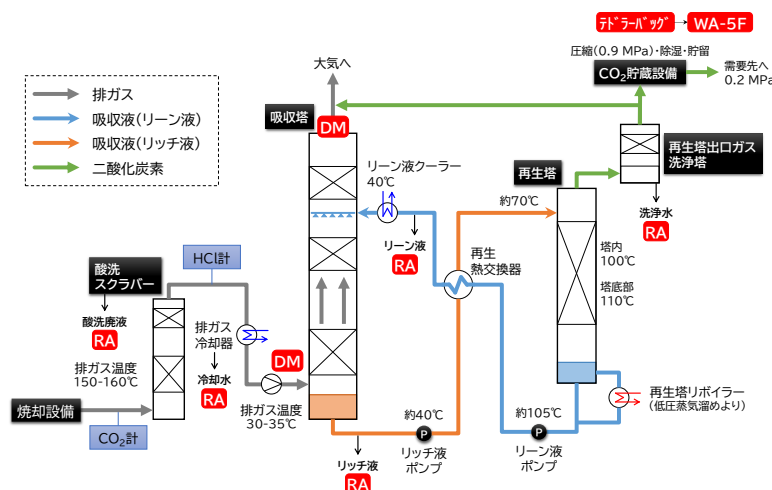 ﾃﾄﾞﾗｰﾊﾞｯｸﾞ
WA-5F
圧縮(0.9 MPa)・除湿・貯留
CO₂貯蔵設備
需要先へ
0.2 MPa
大気へ
排ガス
吸収液(リーン液)
吸収液(リッチ液)
二酸化炭素
吸収塔
DM
リーン液クーラー
40℃
リーン液
RA
再生塔
約70℃
再生塔出口ガス
洗浄塔
洗浄水
RA
再生
熱交換器
塔内
100℃
塔底部
110℃
HCl計
酸洗
スクラバー
酸洗廃液
RA
排ガス
冷却器
冷却水
RA
DM
排ガス温度
150-160℃
焼却設備
CO₂計
排ガス温度
30-35℃
約40℃
P
リッチ液
ポンプ
リッチ液
RA
約105℃
P
リーン液
ポンプ
再生塔リボイラー
(低圧蒸気溜めより)